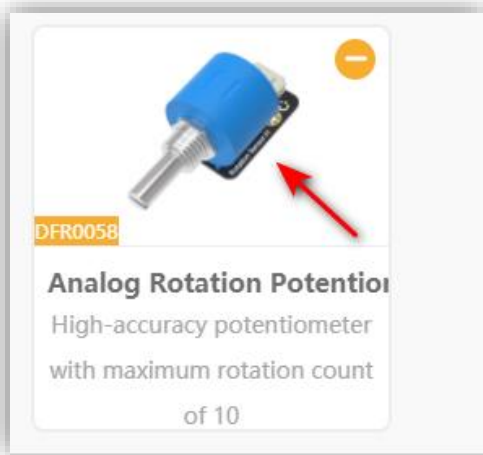 DFR0058
Analog Rotation Potentio
High-accuracy potentiometer
with maximum rotation count
of 10